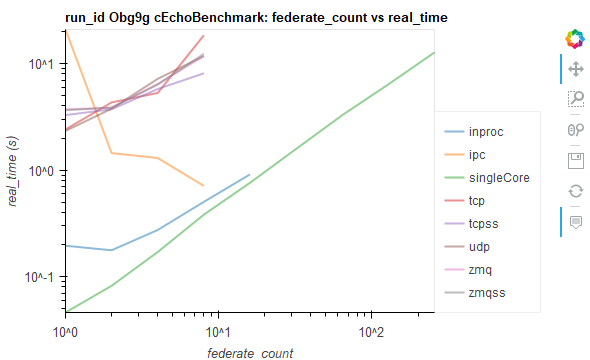 run_id Obg9g cEchoBenchmark: federate_count vs real_time
real_time (s)
10^1
10^0
10^-1
10^0
10^1
10^2
federate_count
inproc
ipc
singleCore
tcp
tcpss
udp
zmq
zmqss